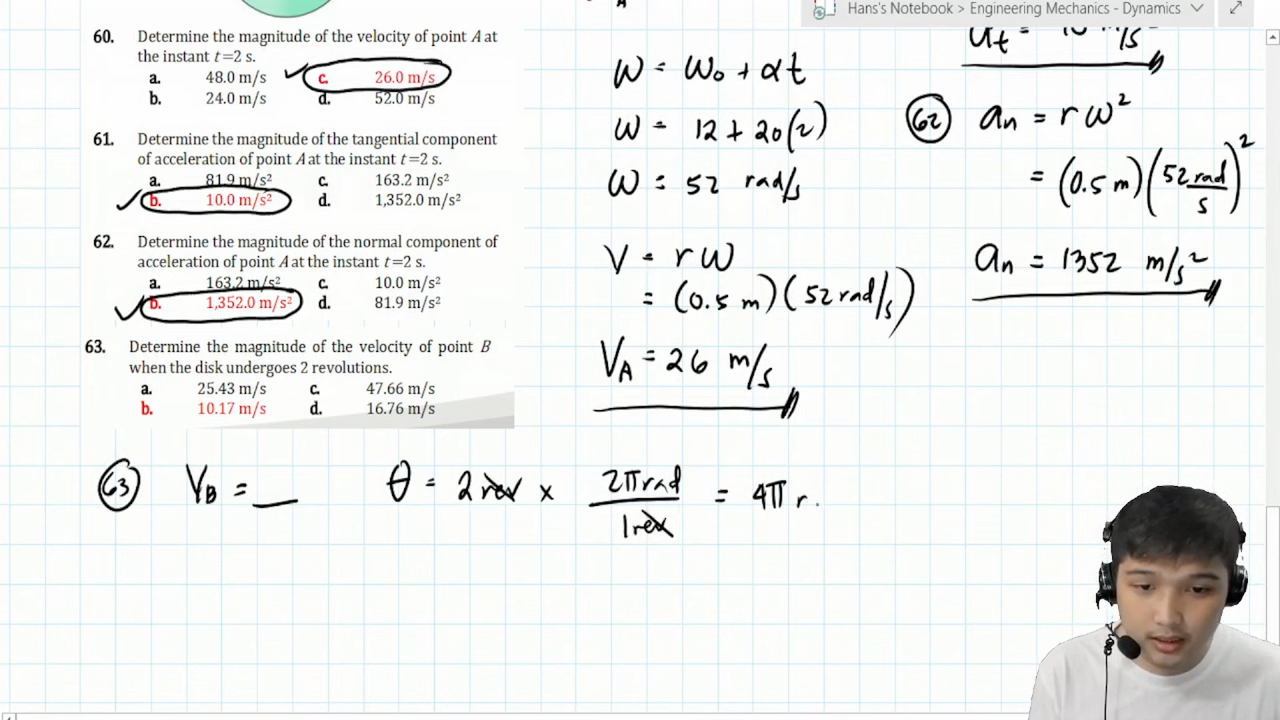 Hans's Notebook > Engineering Mechanics - Dynamics
60. Determine the magnitude of the velocity of point A at
the instant t=2 s.
a. 48.0 m/s c. 26.0 m/s
b. 24.0 m/s d. 52.0 m/s
61. Determine the magnitude of the tangential component
of acceleration of point A at the instant t=2 s.
a. 81.9 m/s² c. 163.2 m/s²
b. 10.0 m/s² d. 1,352.0 m/s²
62. Determine the magnitude of the normal component of
acceleration of point A at the instant t=2 s.
a. 163.2 m/s² c. 10.0 m/s²
b. 1,352.0 m/s² d. 81.9 m/s²
63. Determine the magnitude of the velocity of point B
when the disk undergoes 2 revolutions.
a. 25.43 m/s c. 47.66 m/s
b. 10.17 m/s d. 16.76 m/s
ω = ω₀ + αt
ω = 12 + 20(2)
ω = 52 rad/s
V = rω
= (0.5 m)(52 rad/s)
V_A = 26 m/s
62 a_n = rω²
= (0.5 m)(52 rad/s)²
a_n = 1352 m/s²
63 V_B = __ θ = 2 rev × 2π rad / 1 rev = 4π r